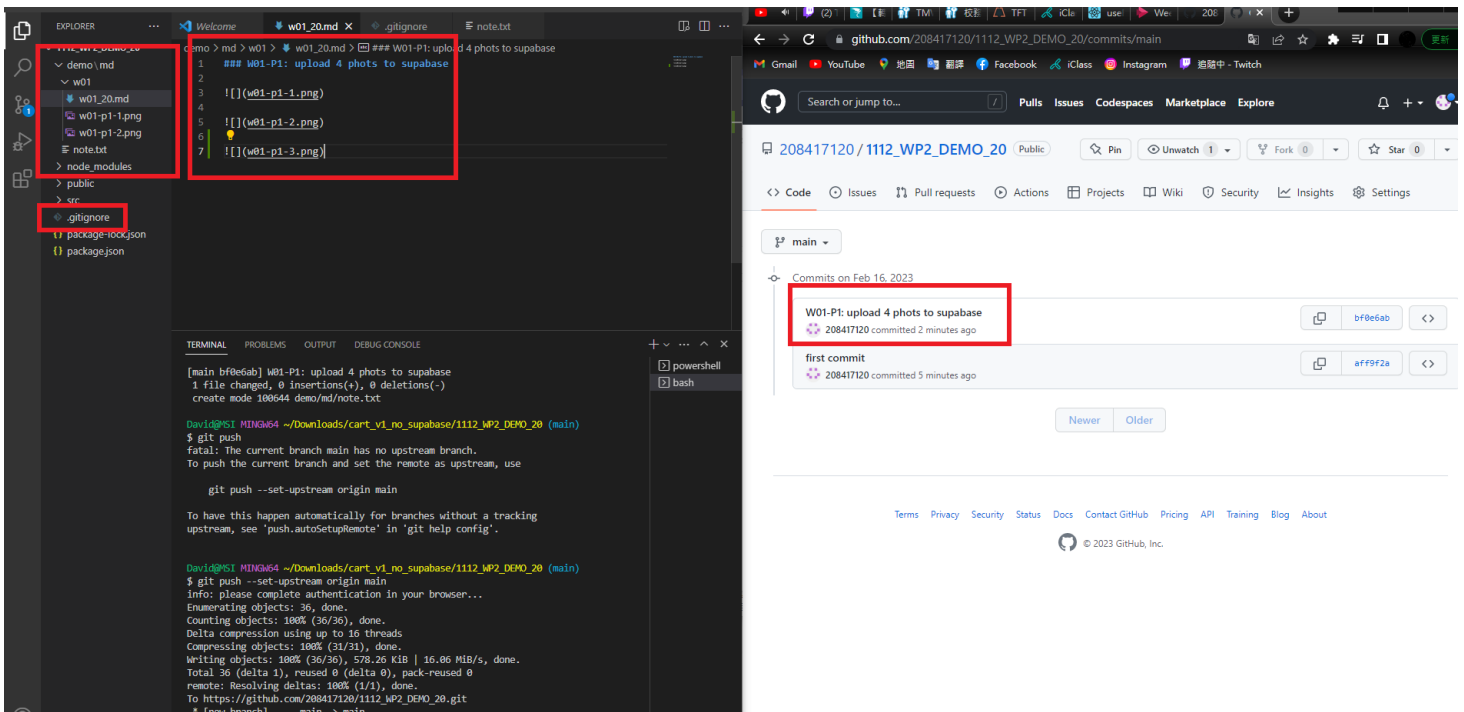 EXPLORER
1112_WP2_DEMO_20
demo \ md
w01
w01_20.md
w01-p1-1.png
w01-p1-2.png
note.txt
node_modules
public
src
.gitignore
package-lock.json
package.json
1
Welcome
w01_20.md
.gitignore
note.txt
demo > md > w01 > w01_20.md > ### W01-P1: upload 4 phots to supabase
1 ### W01-P1: upload 4 phots to supabase
2
3 ![](w01-p1-1.png)
4
5 ![](w01-p1-2.png)
6
7 ![](w01-p1-3.png)
TERMINAL PROBLEMS OUTPUT DEBUG CONSOLE
powershell
bash
[main bf0e6ab] W01-P1: upload 4 phots to supabase
1 file changed, 0 insertions(+), 0 deletions(-)
create mode 100644 demo/md/note.txt
David@MSI MINGW64 ~/Downloads/cart_v1_no_supabase/1112_WP2_DEMO_20 (main)
$ git push
fatal: The current branch main has no upstream branch.
To push the current branch and set the remote as upstream, use
git push --set-upstream origin main
To have this happen automatically for branches without a tracking
upstream, see 'push.autoSetupRemote' in 'git help config'.
David@MSI MINGW64 ~/Downloads/cart_v1_no_supabase/1112_WP2_DEMO_20 (main)
$ git push --set-upstream origin main
info: please complete authentication in your browser...
Enumerating objects: 36, done.
Counting objects: 100% (36/36), done.
Delta compression using up to 16 threads
Compressing objects: 100% (31/31), done.
Writing objects: 100% (36/36), 578.26 KiB | 16.06 MiB/s, done.
Total 36 (delta 1), reused 0 (delta 0), pack-reused 0
remote: Resolving deltas: 100% (1/1), done.
To https://github.com/208417120/1112_WP2_DEMO_20.git
* [new branch] main -> main
(2) TM TFT iCla use We 208
github.com/208417120/1112_WP2_DEMO_20/commits/main
更新
Gmail YouTube 地圖 翻譯 Facebook iClass Instagram 追隨中 - Twitch
Search or jump to... /
Pulls Issues Codespaces Marketplace Explore
208417120 / 1112_WP2_DEMO_20 Public
Pin Unwatch 1 Fork 0 Star 0
Code Issues Pull requests Actions Projects Wiki Security Insights Settings
main
Commits on Feb 16, 2023
W01-P1: upload 4 phots to supabase
208417120 committed 2 minutes ago
bf0e6ab
first commit
208417120 committed 5 minutes ago
aff9f2a
Newer Older
Terms Privacy Security Status Docs Contact GitHub Pricing API Training Blog About
© 2023 GitHub, Inc.